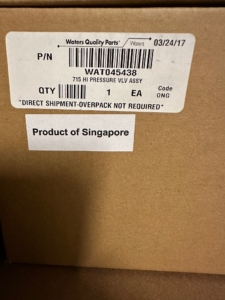 Waters Quality Parts Waters 03/24/17
P/N
WAT045438
715 HI PRESSURE VLV ASSY
QTY 1 EA Code
ONG
"DIRECT SHIPMENT-OVERPACK NOT REQUIRED"
Product of Singapore